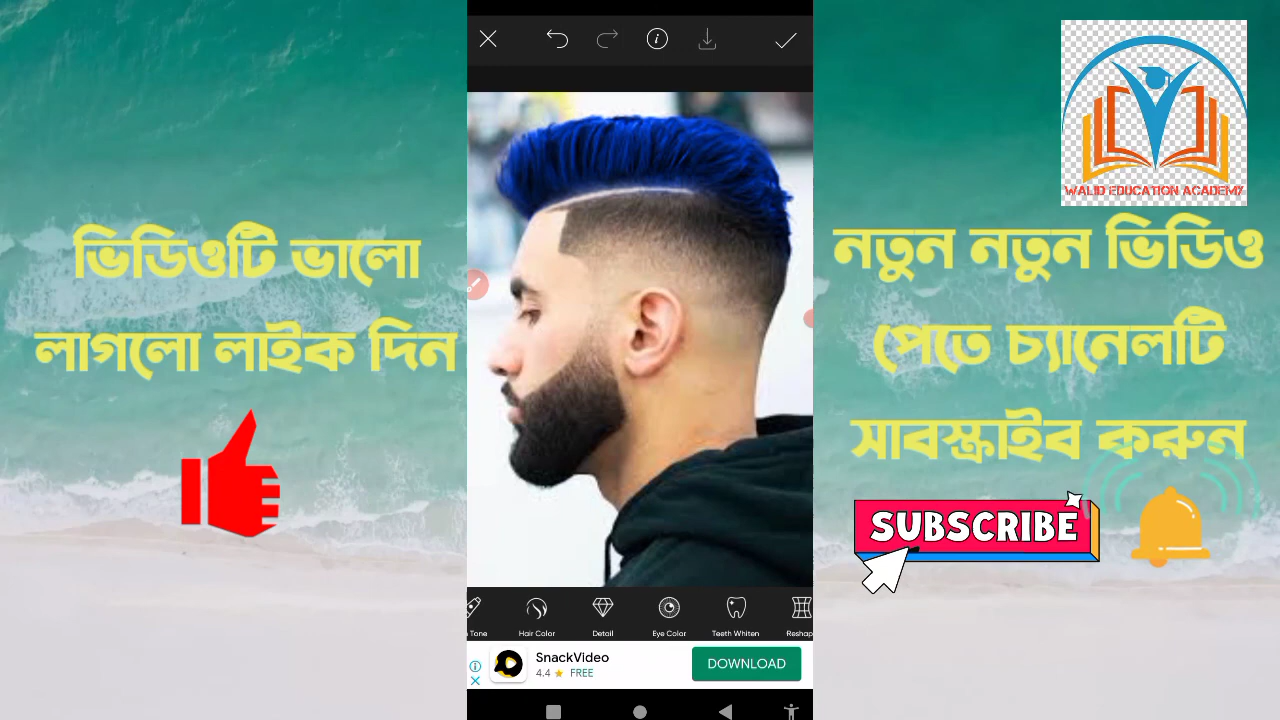 WALID EDUCATION ACADEMY
ভিডিওটি ভালো
লাগলো লাইক দিন
নতুন নতুন ভিডিও
পেতে চ্যানেলটি
সাবস্ক্রাইব করুন
SUBSCRIBE
Tone Hair Color Detail Eye Color Teeth Whiten Reshap
SnackVideo
4.4 FREE
DOWNLOAD